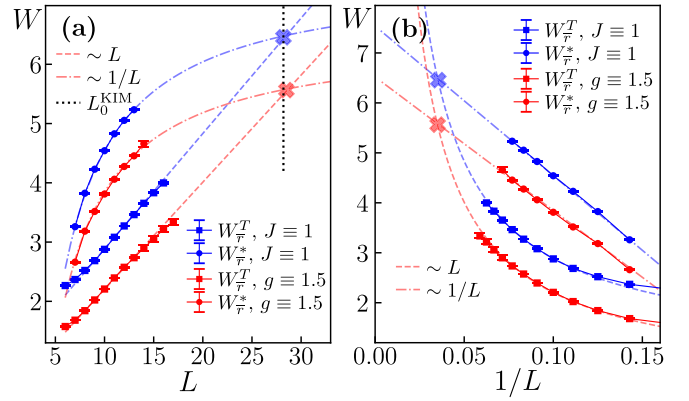 W (a)
∼ L
∼ 1/L
L₀ᴷᴵᴹ
W_r̅^T, J ≡ 1
W_r̅^*, J ≡ 1
W_r̅^T, g ≡ 1.5
W_r̅^*, g ≡ 1.5
6
5
4
3
2
5 10 15 20 25 30
L
W (b)
W_r̅^T, J ≡ 1
W_r̅^*, J ≡ 1
W_r̅^T, g ≡ 1.5
W_r̅^*, g ≡ 1.5
∼ L
∼ 1/L
7
6
5
4
3
2
0.00 0.05 0.10 0.15
1/L